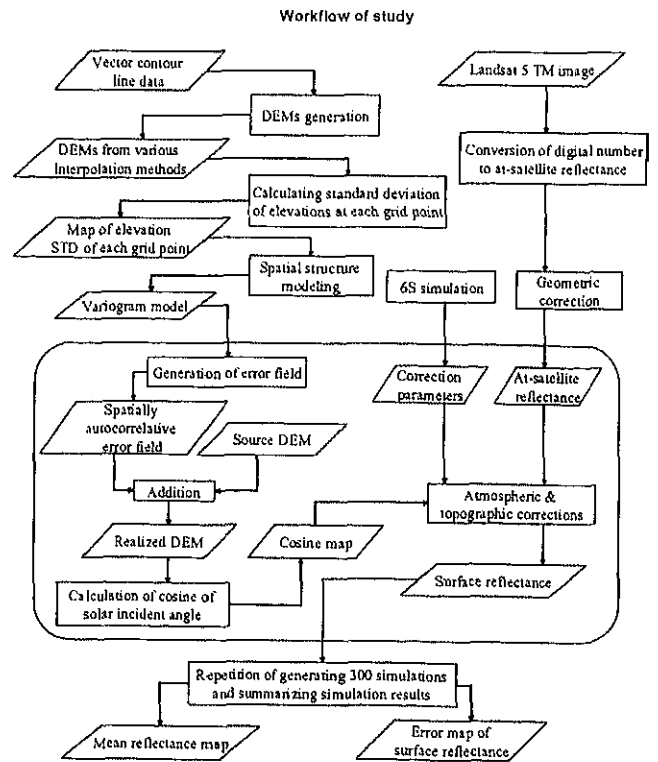 Workflow of study
Vector contour
line data
Landsat 5 TM image
DEMs generation
DEMs from various
Interpolation methods
Conversion of digital number
to at-satellite reflectance
Calculating standard deviation
of elevations at each grid point
Map of elevation
STD of each grid point
Spatial structure
modeling
6S simulation
Geometric
correction
Variogram model
Generation of error field
Correction
parameters
At-satellite
reflectance
Spatially
autocorrelative
error field
Source DEM
Addition
Atmospheric &
topographic corrections
Realized DEM
Cosine map
Calculation of cosine of
solar incident angle
Surface reflectance
Repetition of generating 300 simulations
and summarizing simulation results
Mean reflectance map
Error map of
surface reflectance